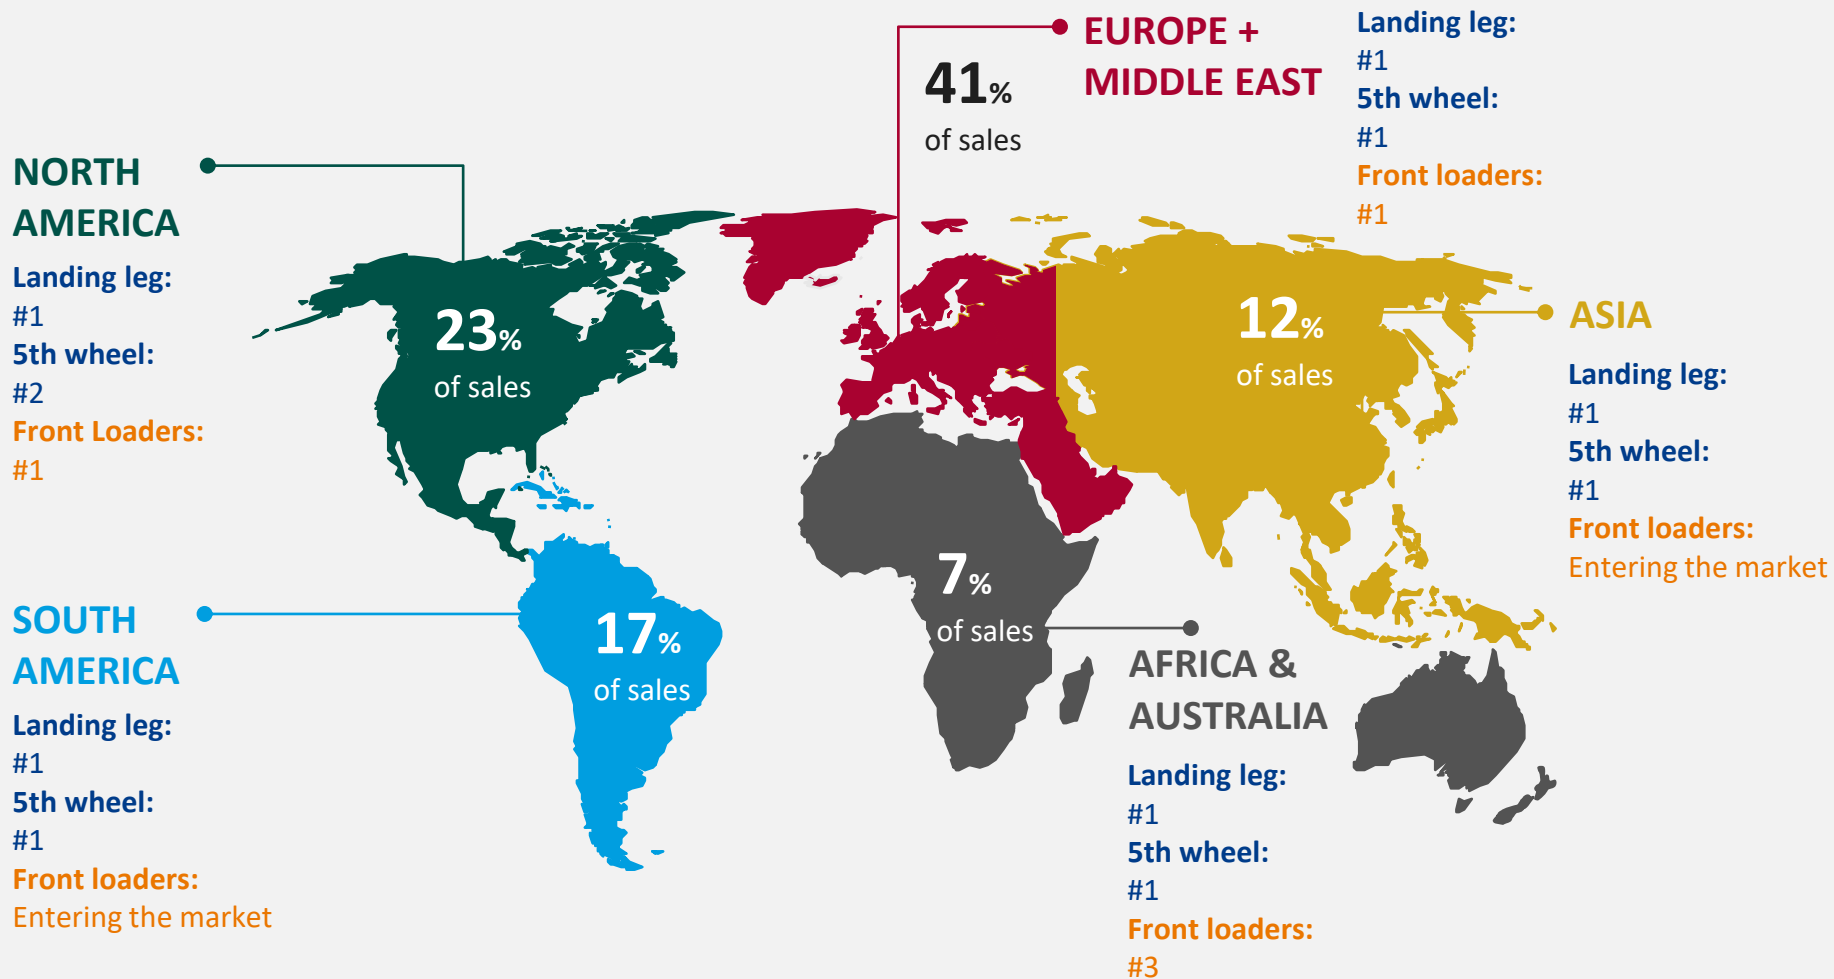 EUROPE +
MIDDLE EAST
41%
of sales
Landing leg:
#1
5th wheel:
#1
Front loaders:
#1
NORTH
AMERICA
Landing leg:
#1
5th wheel:
#2
Front Loaders:
#1
23%
of sales
12%
of sales
ASIA
Landing leg:
#1
5th wheel:
#1
Front loaders:
Entering the market
SOUTH
AMERICA
Landing leg:
#1
5th wheel:
#1
Front loaders:
Entering the market
17%
of sales
7%
of sales
AFRICA &
AUSTRALIA
Landing leg:
#1
5th wheel:
#1
Front loaders:
#3